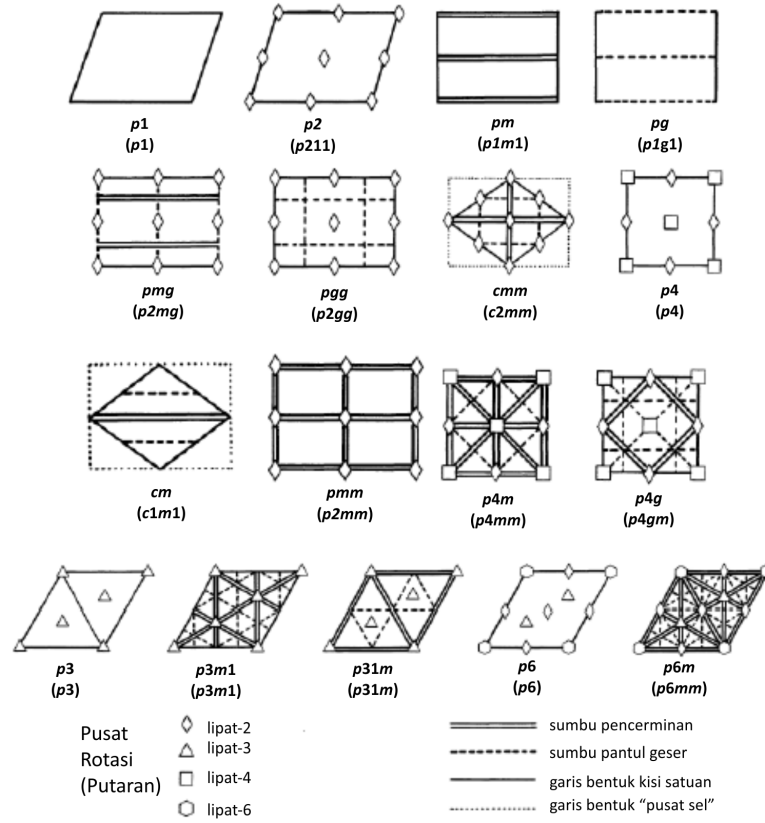 p1 p2 pm pg
(p1) (p211) (p1m1) (p1g1)
pmg pgg cmm p4
(p2mg) (p2gg) (c2mm) (p4)
cm pmm p4m p4g
(c1m1) (p2mm) (p4mm) (p4gm)
p3 p3m1 p31m p6 p6m
(p3) (p3m1) (p31m) (p6) (p6mm)
Pusat
Rotasi
(Putaran)
lipat-2
lipat-3
lipat-4
lipat-6
sumbu pencerminan
sumbu pantul geser
garis bentuk kisi satuan
garis bentuk “pusat sel”